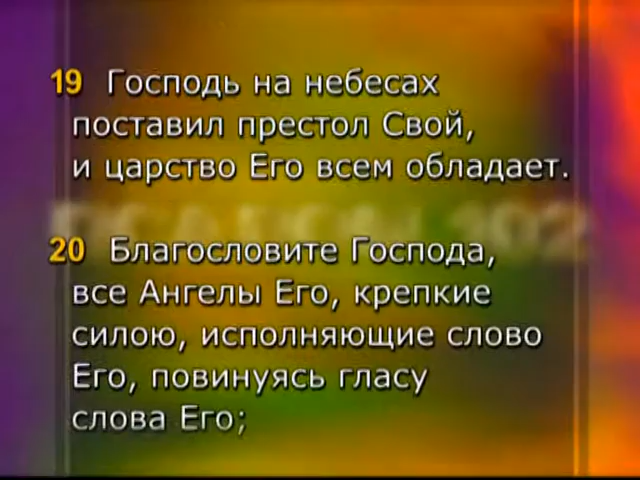 19 Господь на небесах
поставил престол Свой,
и царство Его всем обладает.
20 Благословите Господа,
все Ангелы Его, крепкие
силою, исполняющие слово
Его, повинуясь гласу
слова Его;